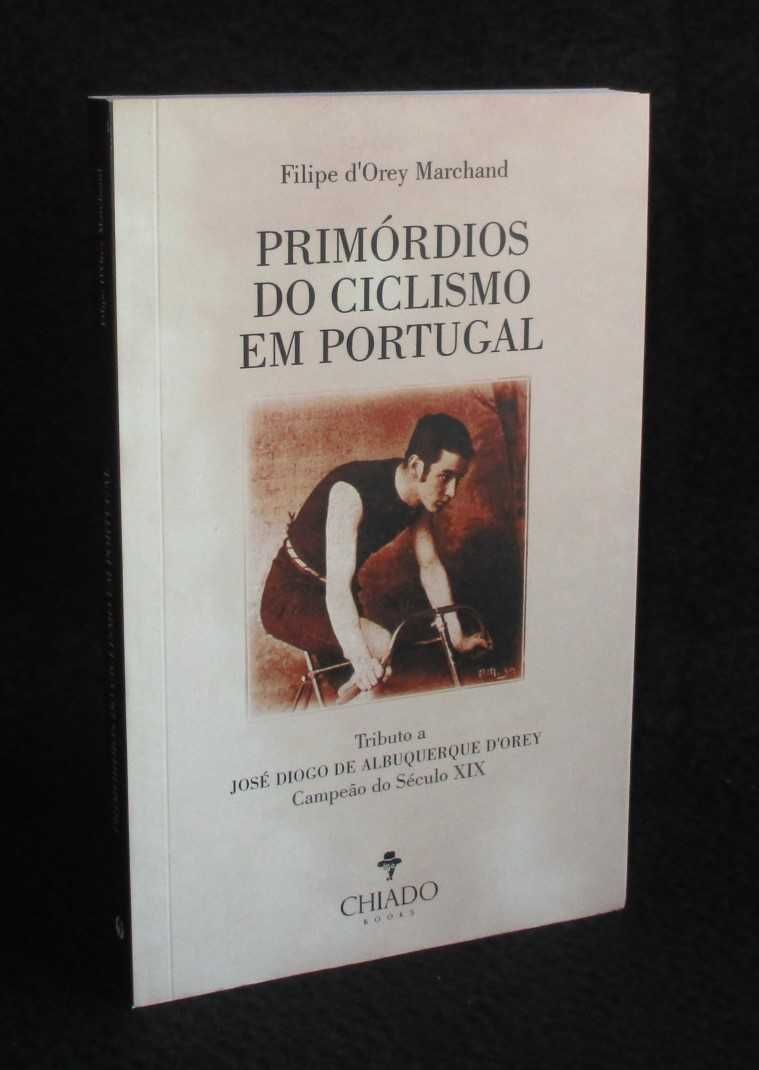 Filipe d'Orey Marchand
PRIMÓRDIOS
DO CICLISMO
EM PORTUGAL
Tributo a
JOSÉ DIOGO DE ALBUQUERQUE D'OREY
Campeão do Século XIX
CHIADO
BOOKS